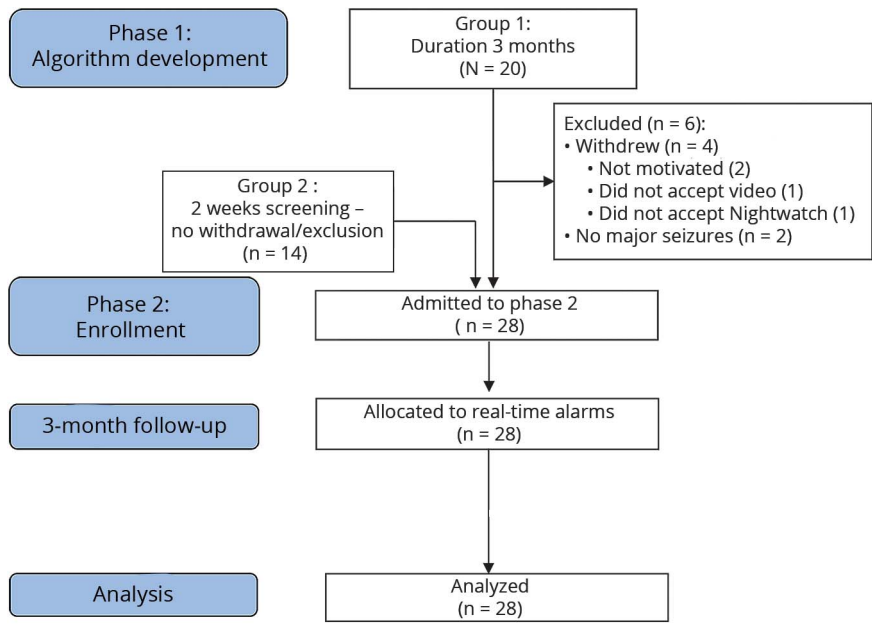 Phase 1:
Algorithm development
Group 1:
Duration 3 months
(N = 20)
Excluded (n = 6):
• Withdrew (n = 4)
• Not motivated (2)
• Did not accept video (1)
• Did not accept Nightwatch (1)
• No major seizures (n = 2)
Group 2 :
2 weeks screening –
no withdrawal/exclusion
(n = 14)
Phase 2:
Enrollment
Admitted to phase 2
( n = 28)
3-month follow-up
Allocated to real-time alarms
(n = 28)
Analysis
Analyzed
(n = 28)